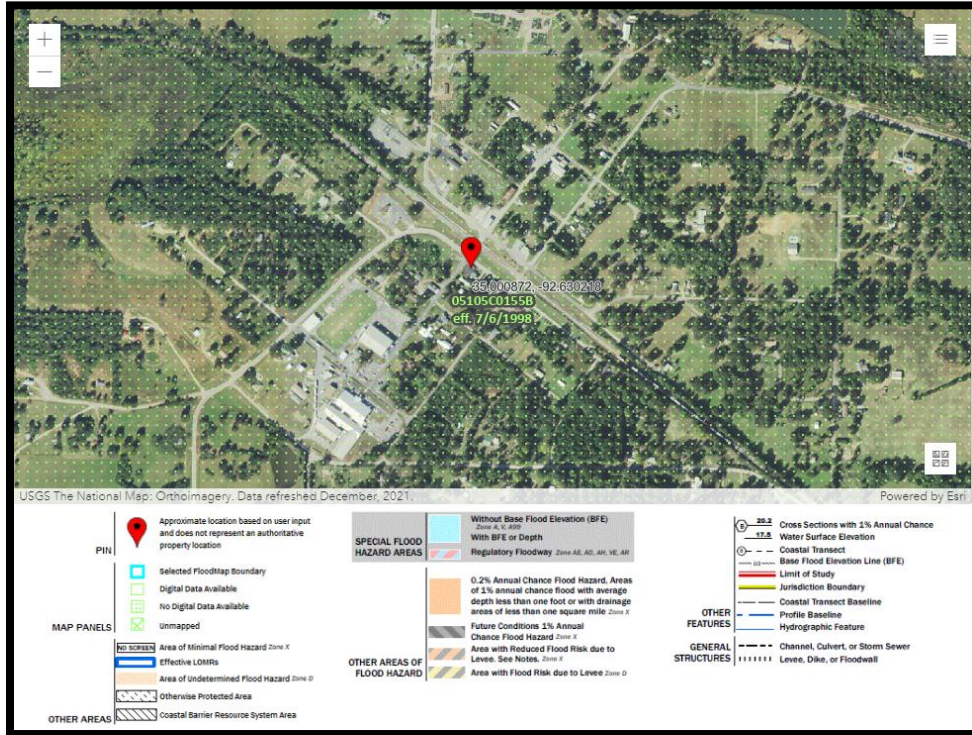 +
−
35.000872, -92.630218
05105C0155B
eff. 7/6/1998
USGS The National Map: Orthoimagery. Data refreshed December, 2021.
Powered by Esri
PIN
Approximate location based on user input
and does not represent an authoritative
property location
MAP PANELS
Selected FloodMap Boundary
Digital Data Available
No Digital Data Available
Unmapped
OTHER AREAS
NO SCREEN Area of Minimal Flood Hazard Zone X
Effective LOMRs
Area of Undetermined Flood Hazard Zone D
Otherwise Protected Area
Coastal Barrier Resource System Area
SPECIAL FLOOD
HAZARD AREAS
Without Base Flood Elevation (BFE)
Zone A, V, A99
With BFE or Depth
Regulatory Floodway Zone AE, AO, AH, VE, AR
OTHER AREAS OF
FLOOD HAZARD
0.2% Annual Chance Flood Hazard, Areas
of 1% annual chance flood with average
depth less than one foot or with drainage
areas of less than one square mile Zone X
Future Conditions 1% Annual
Chance Flood Hazard Zone X
Area with Reduced Flood Risk due to
Levee. See Notes. Zone X
Area with Flood Risk due to Levee Zone D
OTHER
FEATURES
20.2 Cross Sections with 1% Annual Chance
17.5 Water Surface Elevation
Coastal Transect
Base Flood Elevation Line (BFE)
Limit of Study
Jurisdiction Boundary
Coastal Transect Baseline
Profile Baseline
Hydrographic Feature
GENERAL
STRUCTURES
Channel, Culvert, or Storm Sewer
Levee, Dike, or Floodwall